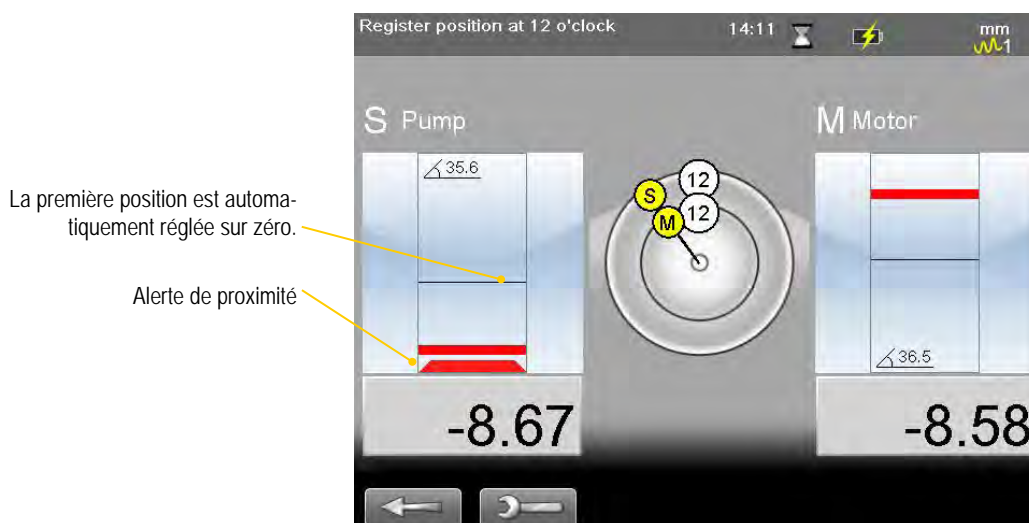 Register position at 12 o'clock
14:11
mm
1
S Pump
M Motor
35.6
12
S
12
M
La première position est automa-
tiquement réglée sur zéro.
Alerte de proximité
36.5
-8.67
-8.58